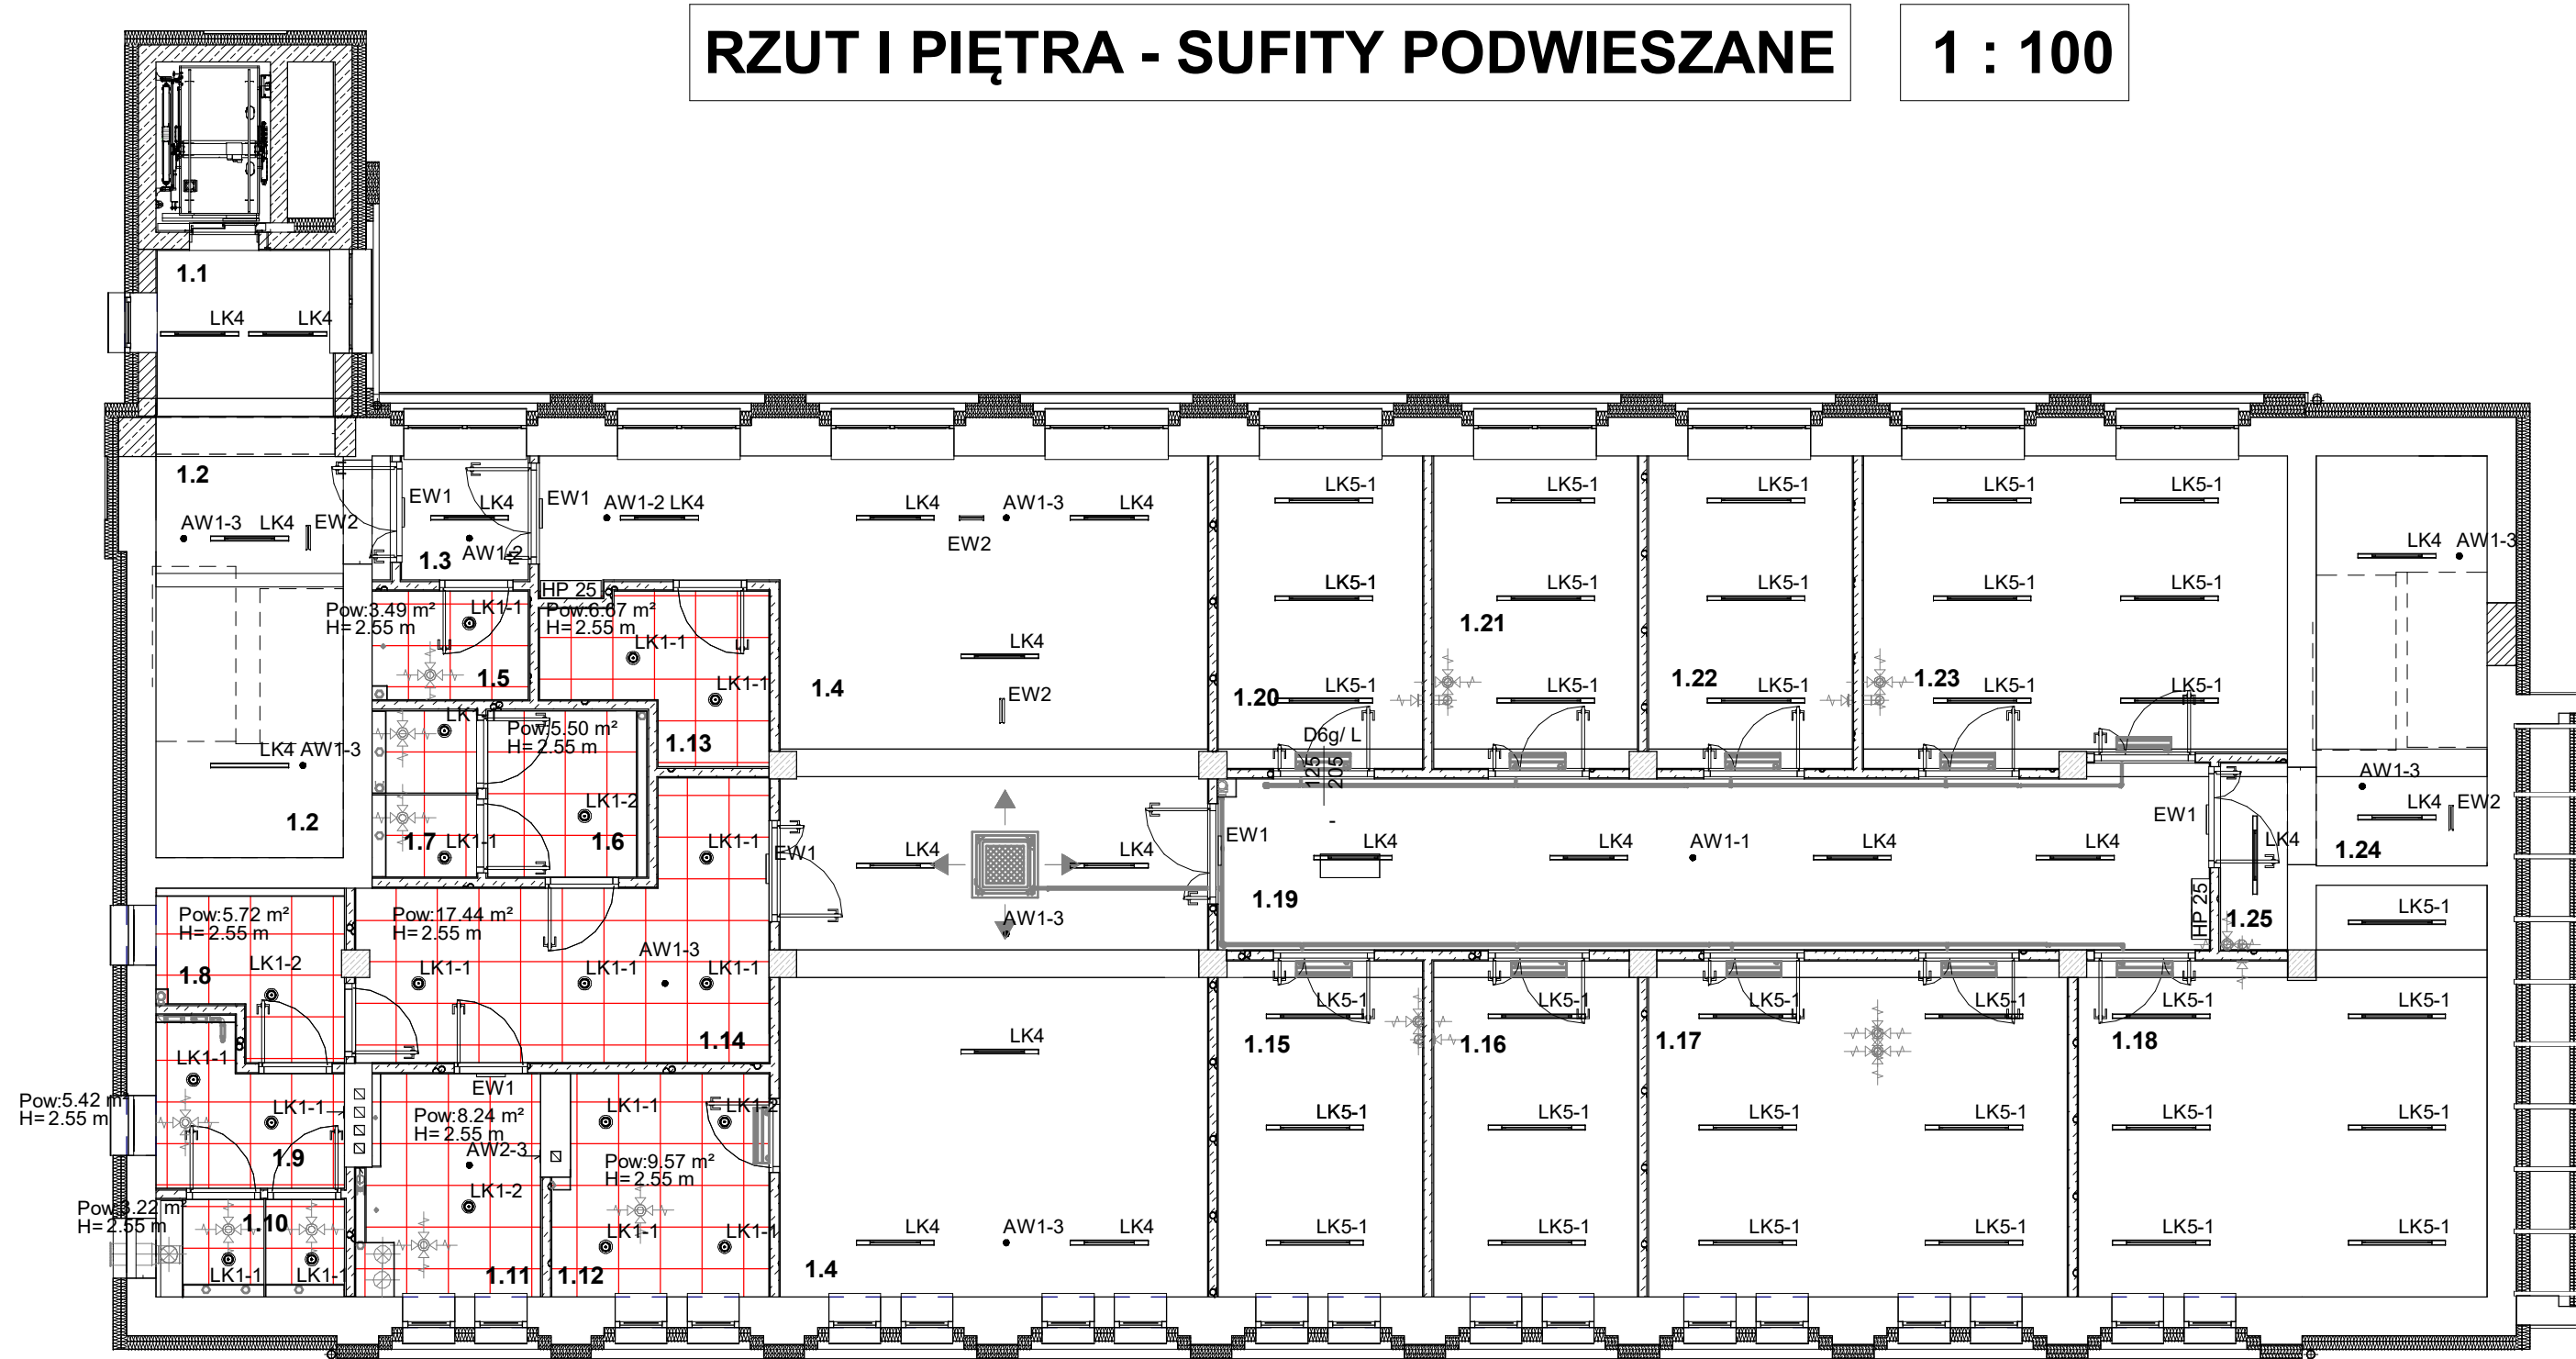 RZUT I PIĘTRA - SUFITY PODWIESZANE 1 : 100
1.1
LK4 LK4
1.2
AW1-3 LK4 EW2
EW1 LK4 EW1 AW1-2 LK4
1.3 AW1-2
LK4 AW1-3 LK4
EW2
LK5-1 LK5-1 LK5-1 LK5-1 LK5-1
LK4 AW1-3
HP 25
Pow:3.49 m²
H=2.55 m
LK1-1
1.5
Pow:6.67 m²
H=2.55 m
LK1-1
LK1-1
1.13
LK4
1.4
EW2
LK5-1 LK5-1 LK5-1 LK5-1 LK5-1
1.21
1.20 1.22 1.23
LK5-1 LK5-1 LK5-1 LK5-1
D6g/ L
125
205
-
LK4 AW1-3
1.2
Pow:5.50 m²
H=2.55 m
LK1-2
1.7 LK1-1 1.6
LK1-1
EW1
LK4 LK4
AW1-3
EW1 LK4 LK4 AW1-1 LK4 LK4 EW1
1.19
HP 25
LK4
1.25
AW1-3
LK4 EW2
1.24
LK5-1
Pow:5.72 m²
H=2.55 m
1.8 LK1-2
Pow:17.44 m²
H=2.55 m
LK1-1 LK1-1 AW1-3 LK1-1
1.14
LK4
LK5-1 LK5-1 LK5-1 LK5-1 LK5-1 LK5-1
1.15 1.16 1.17 1.18
LK1-1
Pow:5.42 m²
H=2.55 m
LK1-1
1.9
EW1
Pow:8.24 m²
H=2.55 m
AW2-3
LK1-2
1.11
LK1-1 LK1-2
Pow:9.57 m²
H=2.55 m
LK1-1 LK1-1
1.12
LK5-1 LK5-1 LK5-1 LK5-1 LK5-1 LK5-1
Pow:3.22 m²
H=2.55 m
1.10
LK1-1 LK1-1
LK4 AW1-3 LK4
1.4
LK5-1 LK5-1 LK5-1 LK5-1 LK5-1 LK5-1